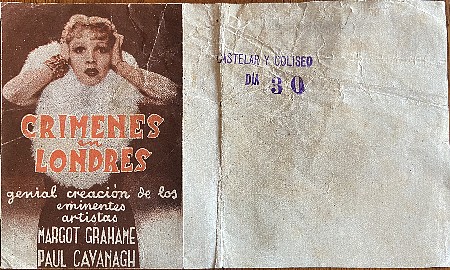 CRIMENES
en
LONDRES
genial creación de los
eminentes
artistas
MARGOT GRAHAME
PAUL CAVANAGH
CASTELAR Y COLISEO
DIA 30